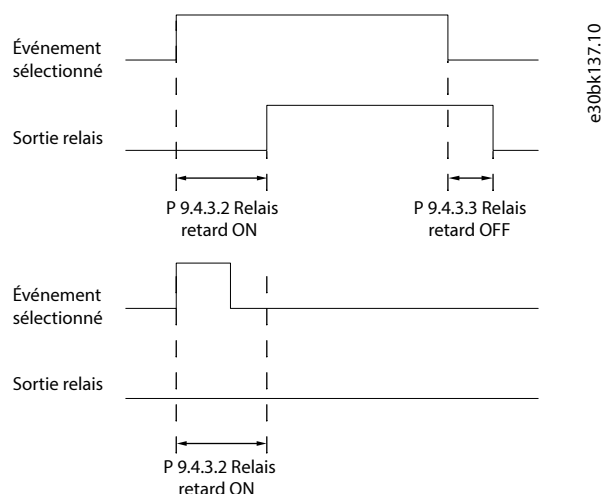 Événement
sélectionné
Sortie relais
P 9.4.3.2 Relais
retard ON
P 9.4.3.3 Relais
retard OFF
Événement
sélectionné
Sortie relais
P 9.4.3.2 Relais
retard ON
e30bk137.10